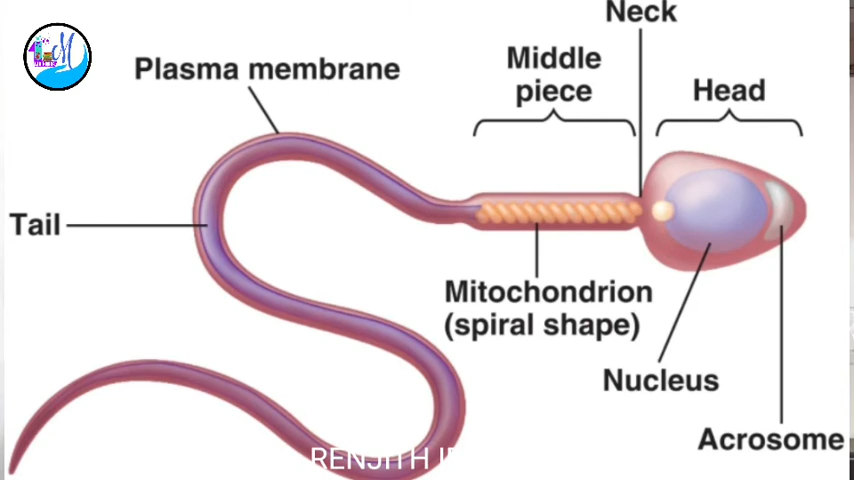 Neck
Middle
piece
Head
Plasma membrane
Tail
Mitochondrion
(spiral shape)
Nucleus
Acrosome
RENJITH